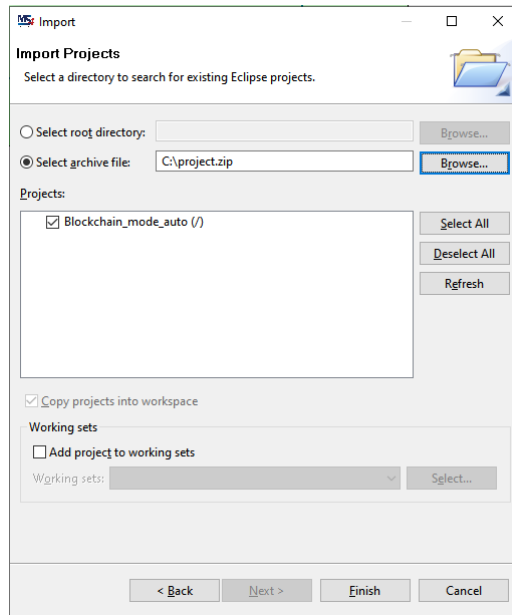 MS Import
Import Projects
Select a directory to search for existing Eclipse projects.
Select root directory:
Browse...
Select archive file:
C:\project.zip
Browse...
Projects:
Blockchain_mode_auto (/)
Select All
Deselect All
Refresh
Copy projects into workspace
Working sets
Add project to working sets
Working sets:
Select...
< Back
Next >
Finish
Cancel